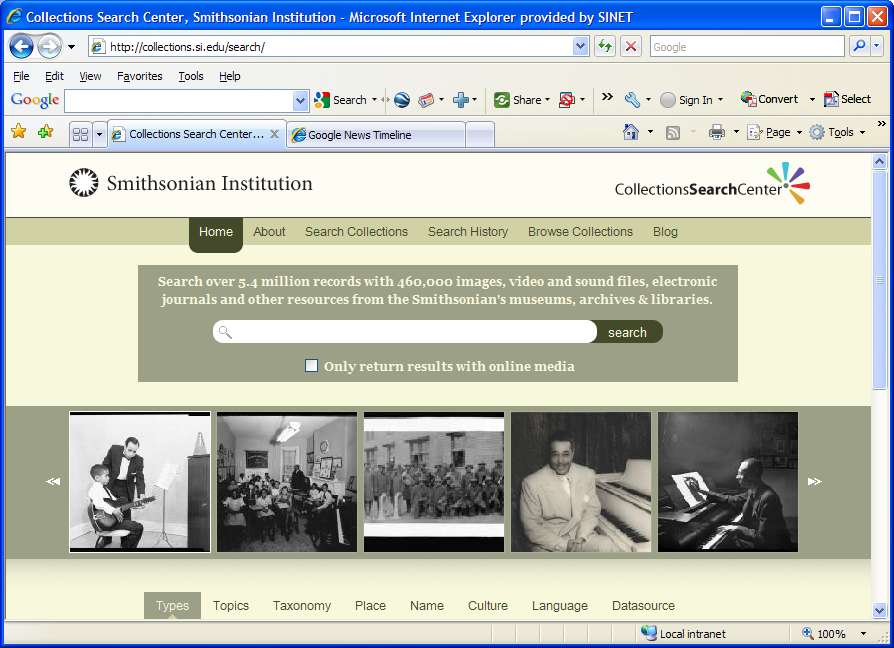 Collections Search Center, Smithsonian Institution - Microsoft Internet Explorer provided by SINET
http://collections.si.edu/search/
Google
File Edit View Favorites Tools Help
Google Search Share Sign In Convert Select
Collections Search Center... Google News Timeline Page Tools
Smithsonian Institution
CollectionsSearchCenter
Home About Search Collections Search History Browse Collections Blog
Search over 5.4 million records with 460,000 images, video and sound files, electronic
journals and other resources from the Smithsonian's museums, archives & libraries.
search
Only return results with online media
Types Topics Taxonomy Place Name Culture Language Datasource
Local intranet 100%